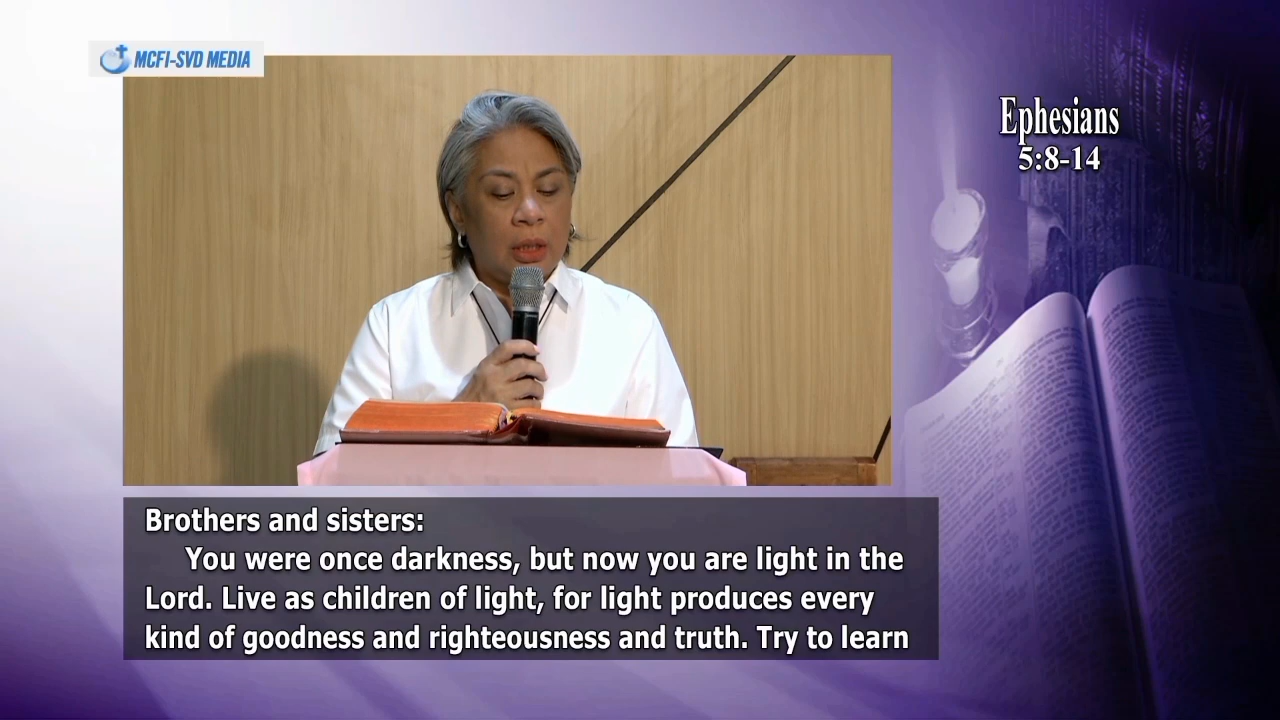 MCFI-SVD MEDIA
Ephesians
5:8-14
Brothers and sisters:
You were once darkness, but now you are light in the
Lord. Live as children of light, for light produces every
kind of goodness and righteousness and truth. Try to learn